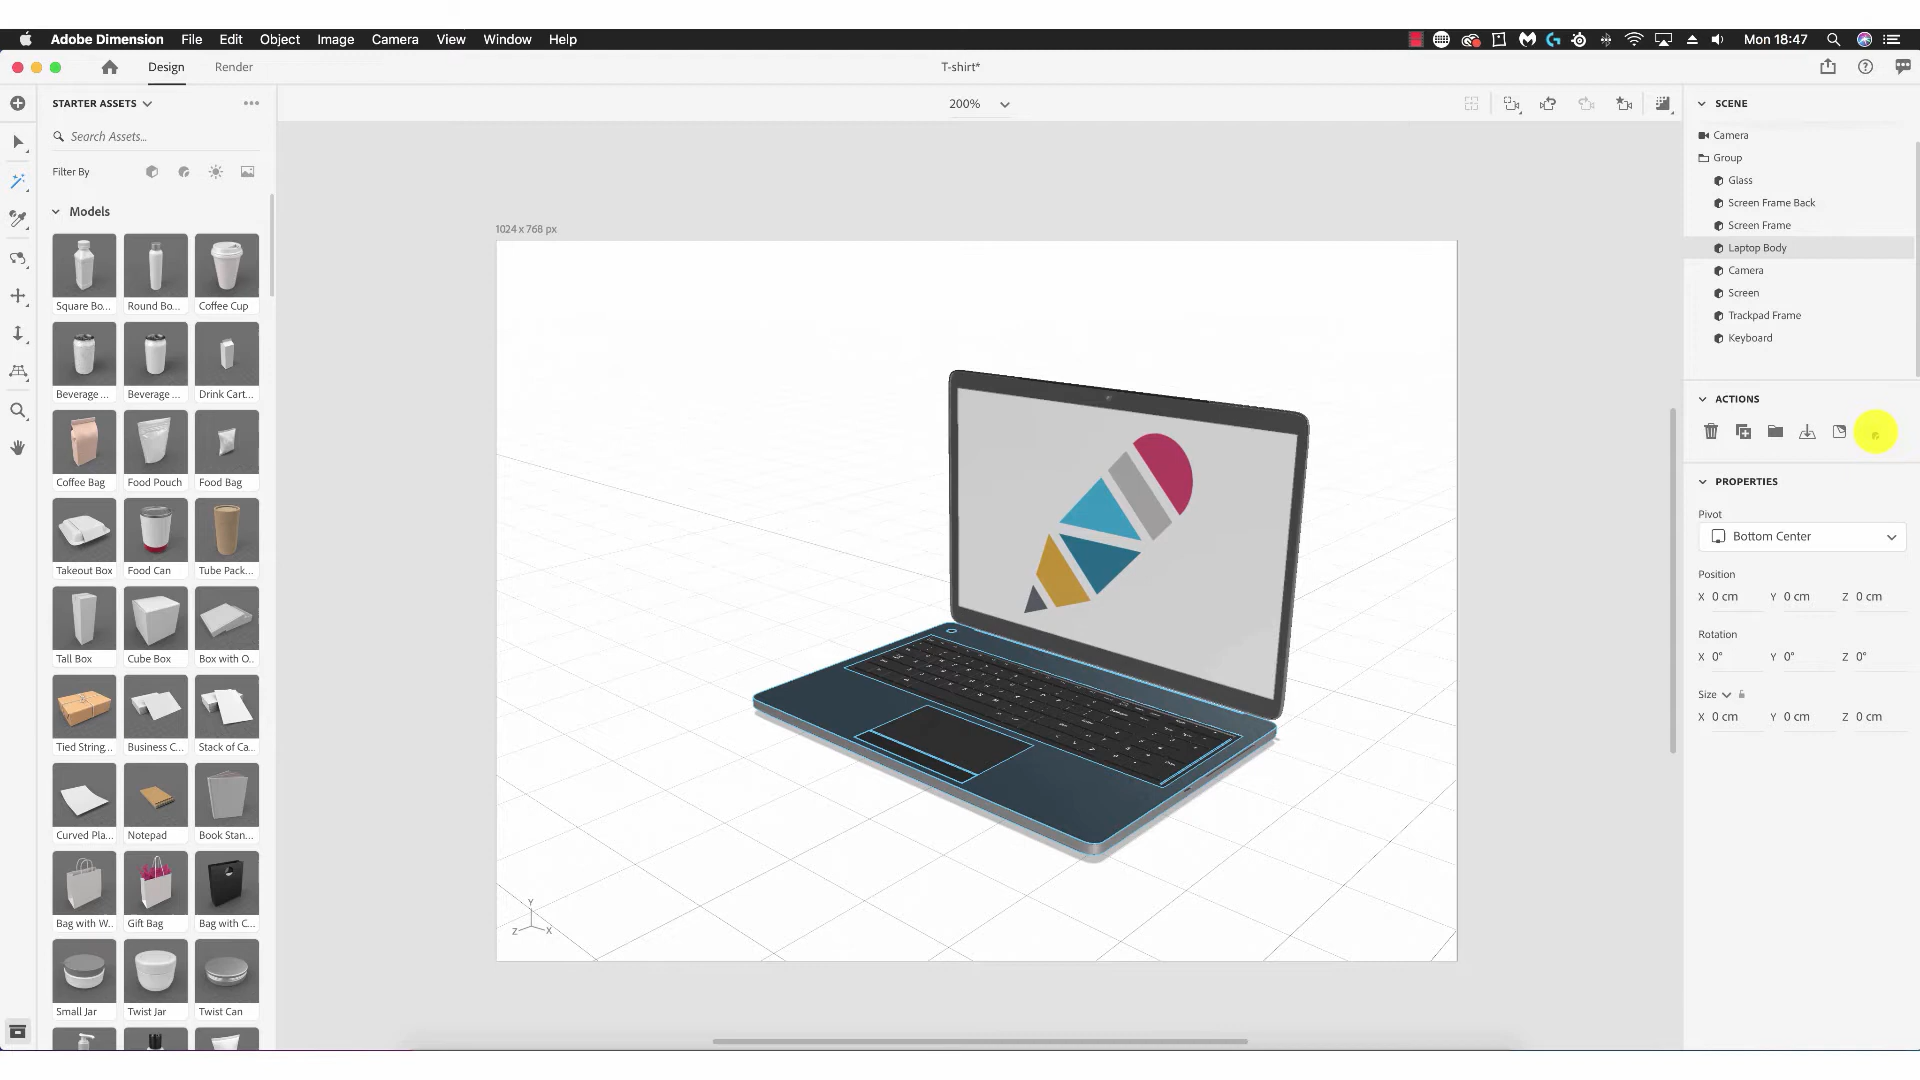 Adobe Dimension File Edit Object Image Camera View Window Help Mon 18:47
Design Render T-shirt*
STARTER ASSETS
200%
SCENE
Search Assets...
Filter By
Models
Square Bo... Round Bo... Coffee Cup
Beverage ... Beverage ... Drink Cart...
Coffee Bag Food Pouch Food Bag
Takeout Box Food Can Tube Pack...
Tall Box Cube Box Box with O...
Tied String... Business C... Stack of Ca...
Curved Pla... Notepad Book Stan...
Bag with W... Gift Bag Bag with C...
Small Jar Twist Jar Twist Can
1024 x 768 px
Y
Z X
Camera
Group
Glass
Screen Frame Back
Screen Frame
Laptop Body
Camera
Screen
Trackpad Frame
Keyboard
ACTIONS
PROPERTIES
Pivot
Bottom Center
Position
X 0 cm Y 0 cm Z 0 cm
Rotation
X 0° Y 0° Z 0°
Size
X 0 cm Y 0 cm Z 0 cm